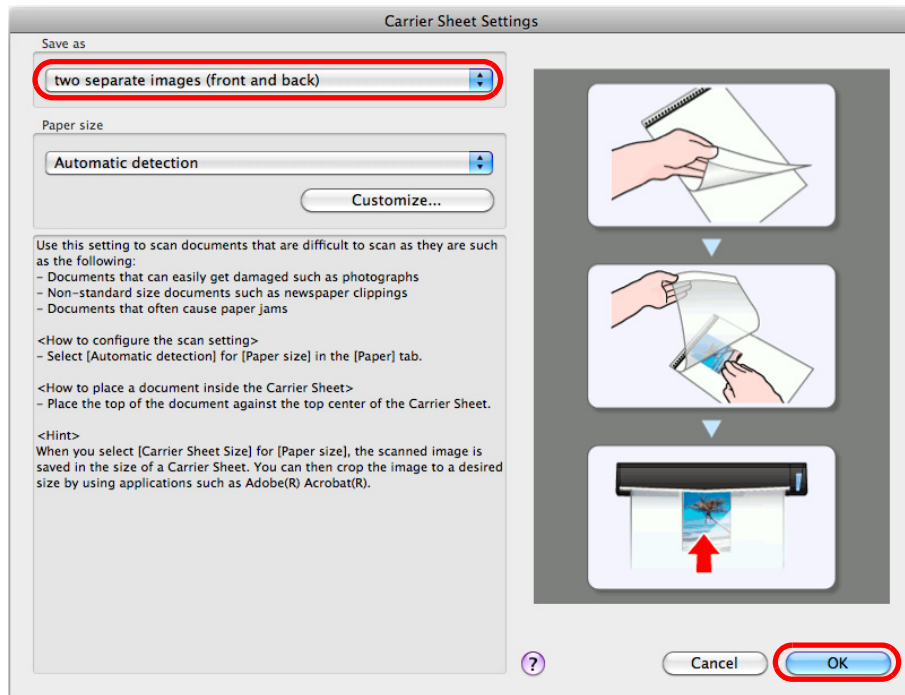 Carrier Sheet Settings
Save as
two separate images (front and back)
Paper size
Automatic detection
Customize...
Use this setting to scan documents that are difficult to scan as they are such
as the following:
– Documents that can easily get damaged such as photographs
– Non-standard size documents such as newspaper clippings
– Documents that often cause paper jams
<How to configure the scan setting>
– Select [Automatic detection] for [Paper size] in the [Paper] tab.
<How to place a document inside the Carrier Sheet>
– Place the top of the document against the top center of the Carrier Sheet.
<Hint>
When you select [Carrier Sheet Size] for [Paper size], the scanned image is
saved in the size of a Carrier Sheet. You can then crop the image to a desired
size by using applications such as Adobe(R) Acrobat(R).
?
Cancel
OK